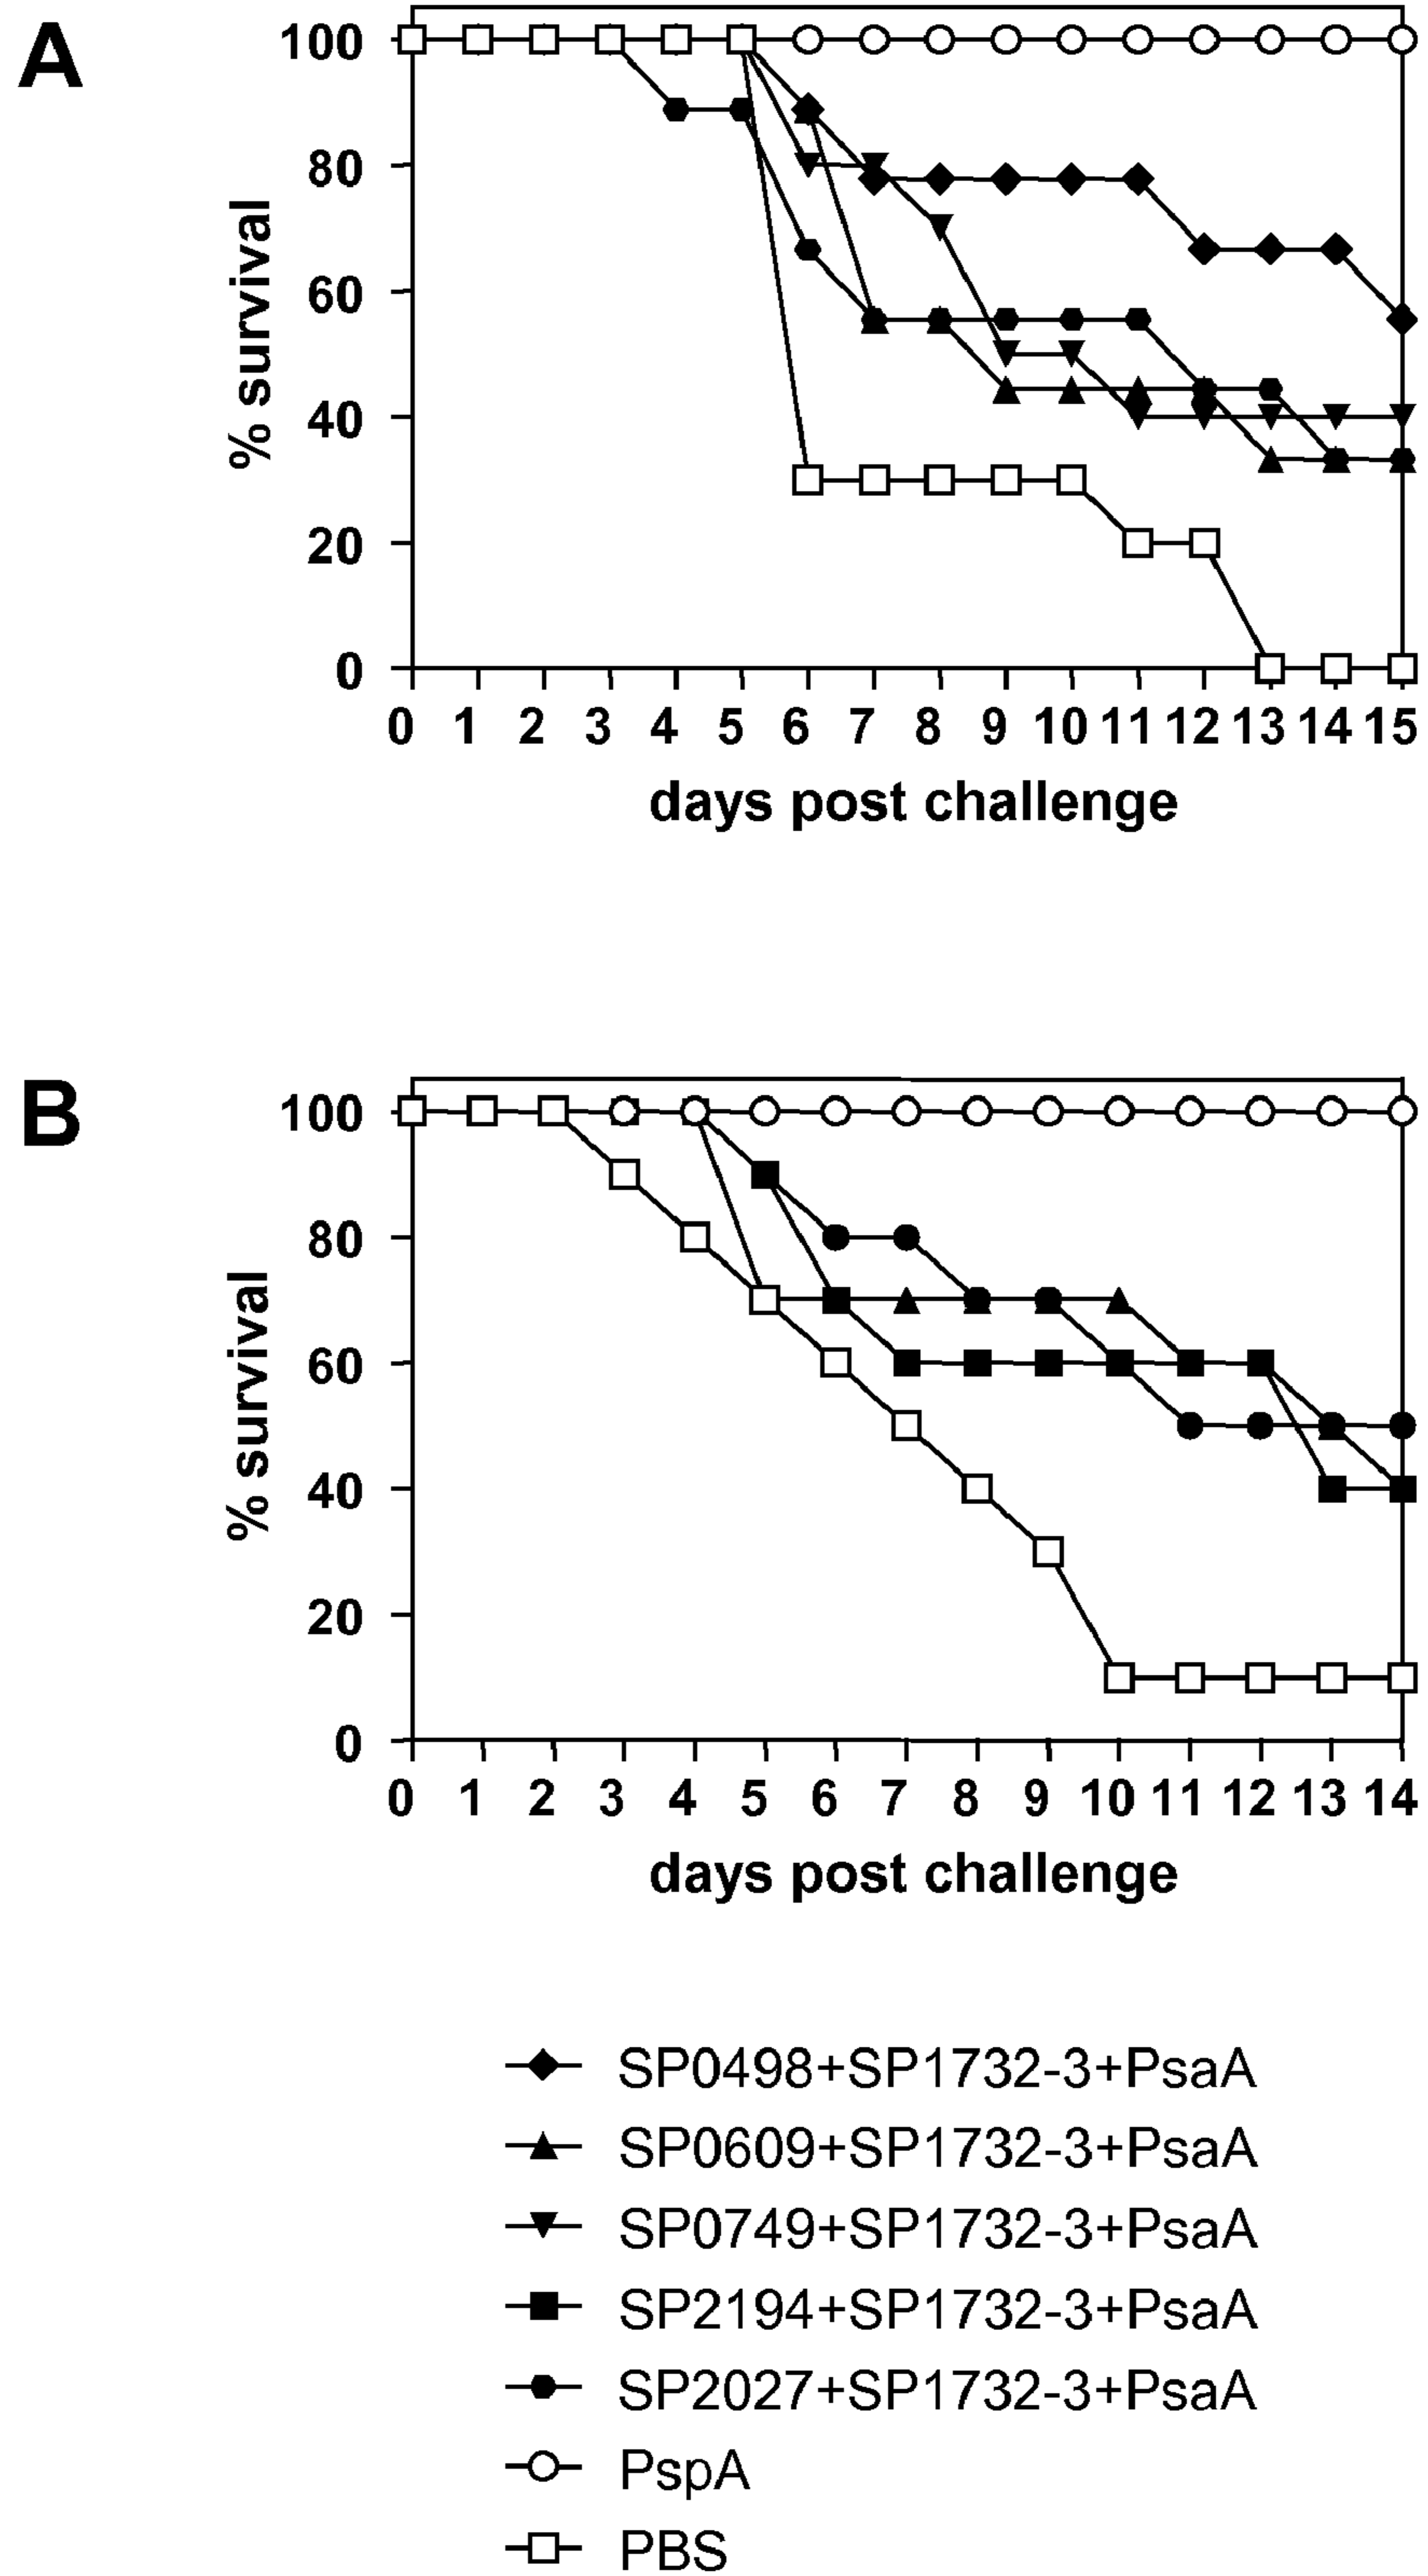 A
100
80
60
40
20
0
% survival
0 1 2 3 4 5 6 7 8 9 10 11 12 13 14 15
days post challenge
B
100
80
60
40
20
0
% survival
0 1 2 3 4 5 6 7 8 9 10 11 12 13 14
days post challenge
SP0498+SP1732-3+PsaA
SP0609+SP1732-3+PsaA
SP0749+SP1732-3+PsaA
SP2194+SP1732-3+PsaA
SP2027+SP1732-3+PsaA
PspA
PBS